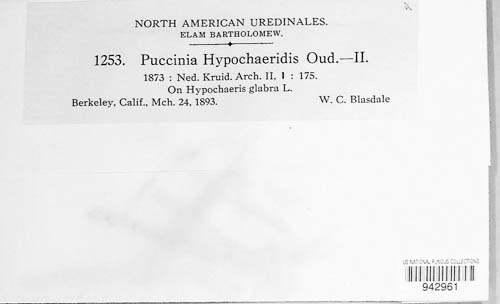 NORTH AMERICAN UREDINALES.
ELAM BARTHOLOMEW.
1253. Puccinia Hypochaeridis Oud.—II.
1873 : Ned. Kruid. Arch. II, 1 : 175.
On Hypochaeris glabra L.
Berkeley, Calif., Mch. 24, 1893. W. C. Blasdale
US NATIONAL FUNGUS COLLECTIONS
942961